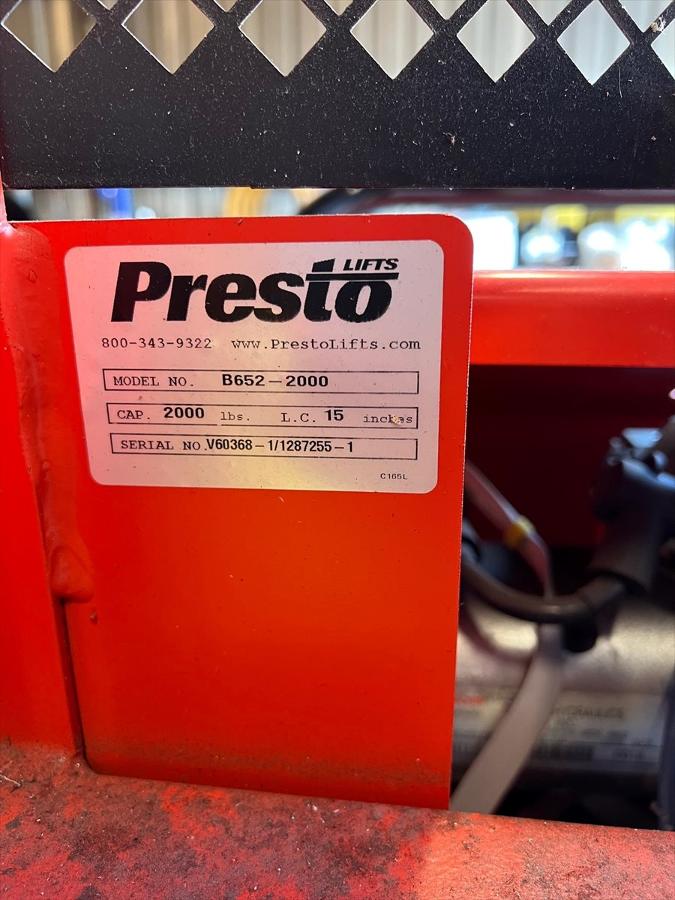 Presto LIFTS
800-343-9322 www.PrestoLifts.com
MODEL NO. B652-2000
CAP. 2000 lbs. L.C. 15 inches
SERIAL NO. V60368-1/1287255-1
C165L